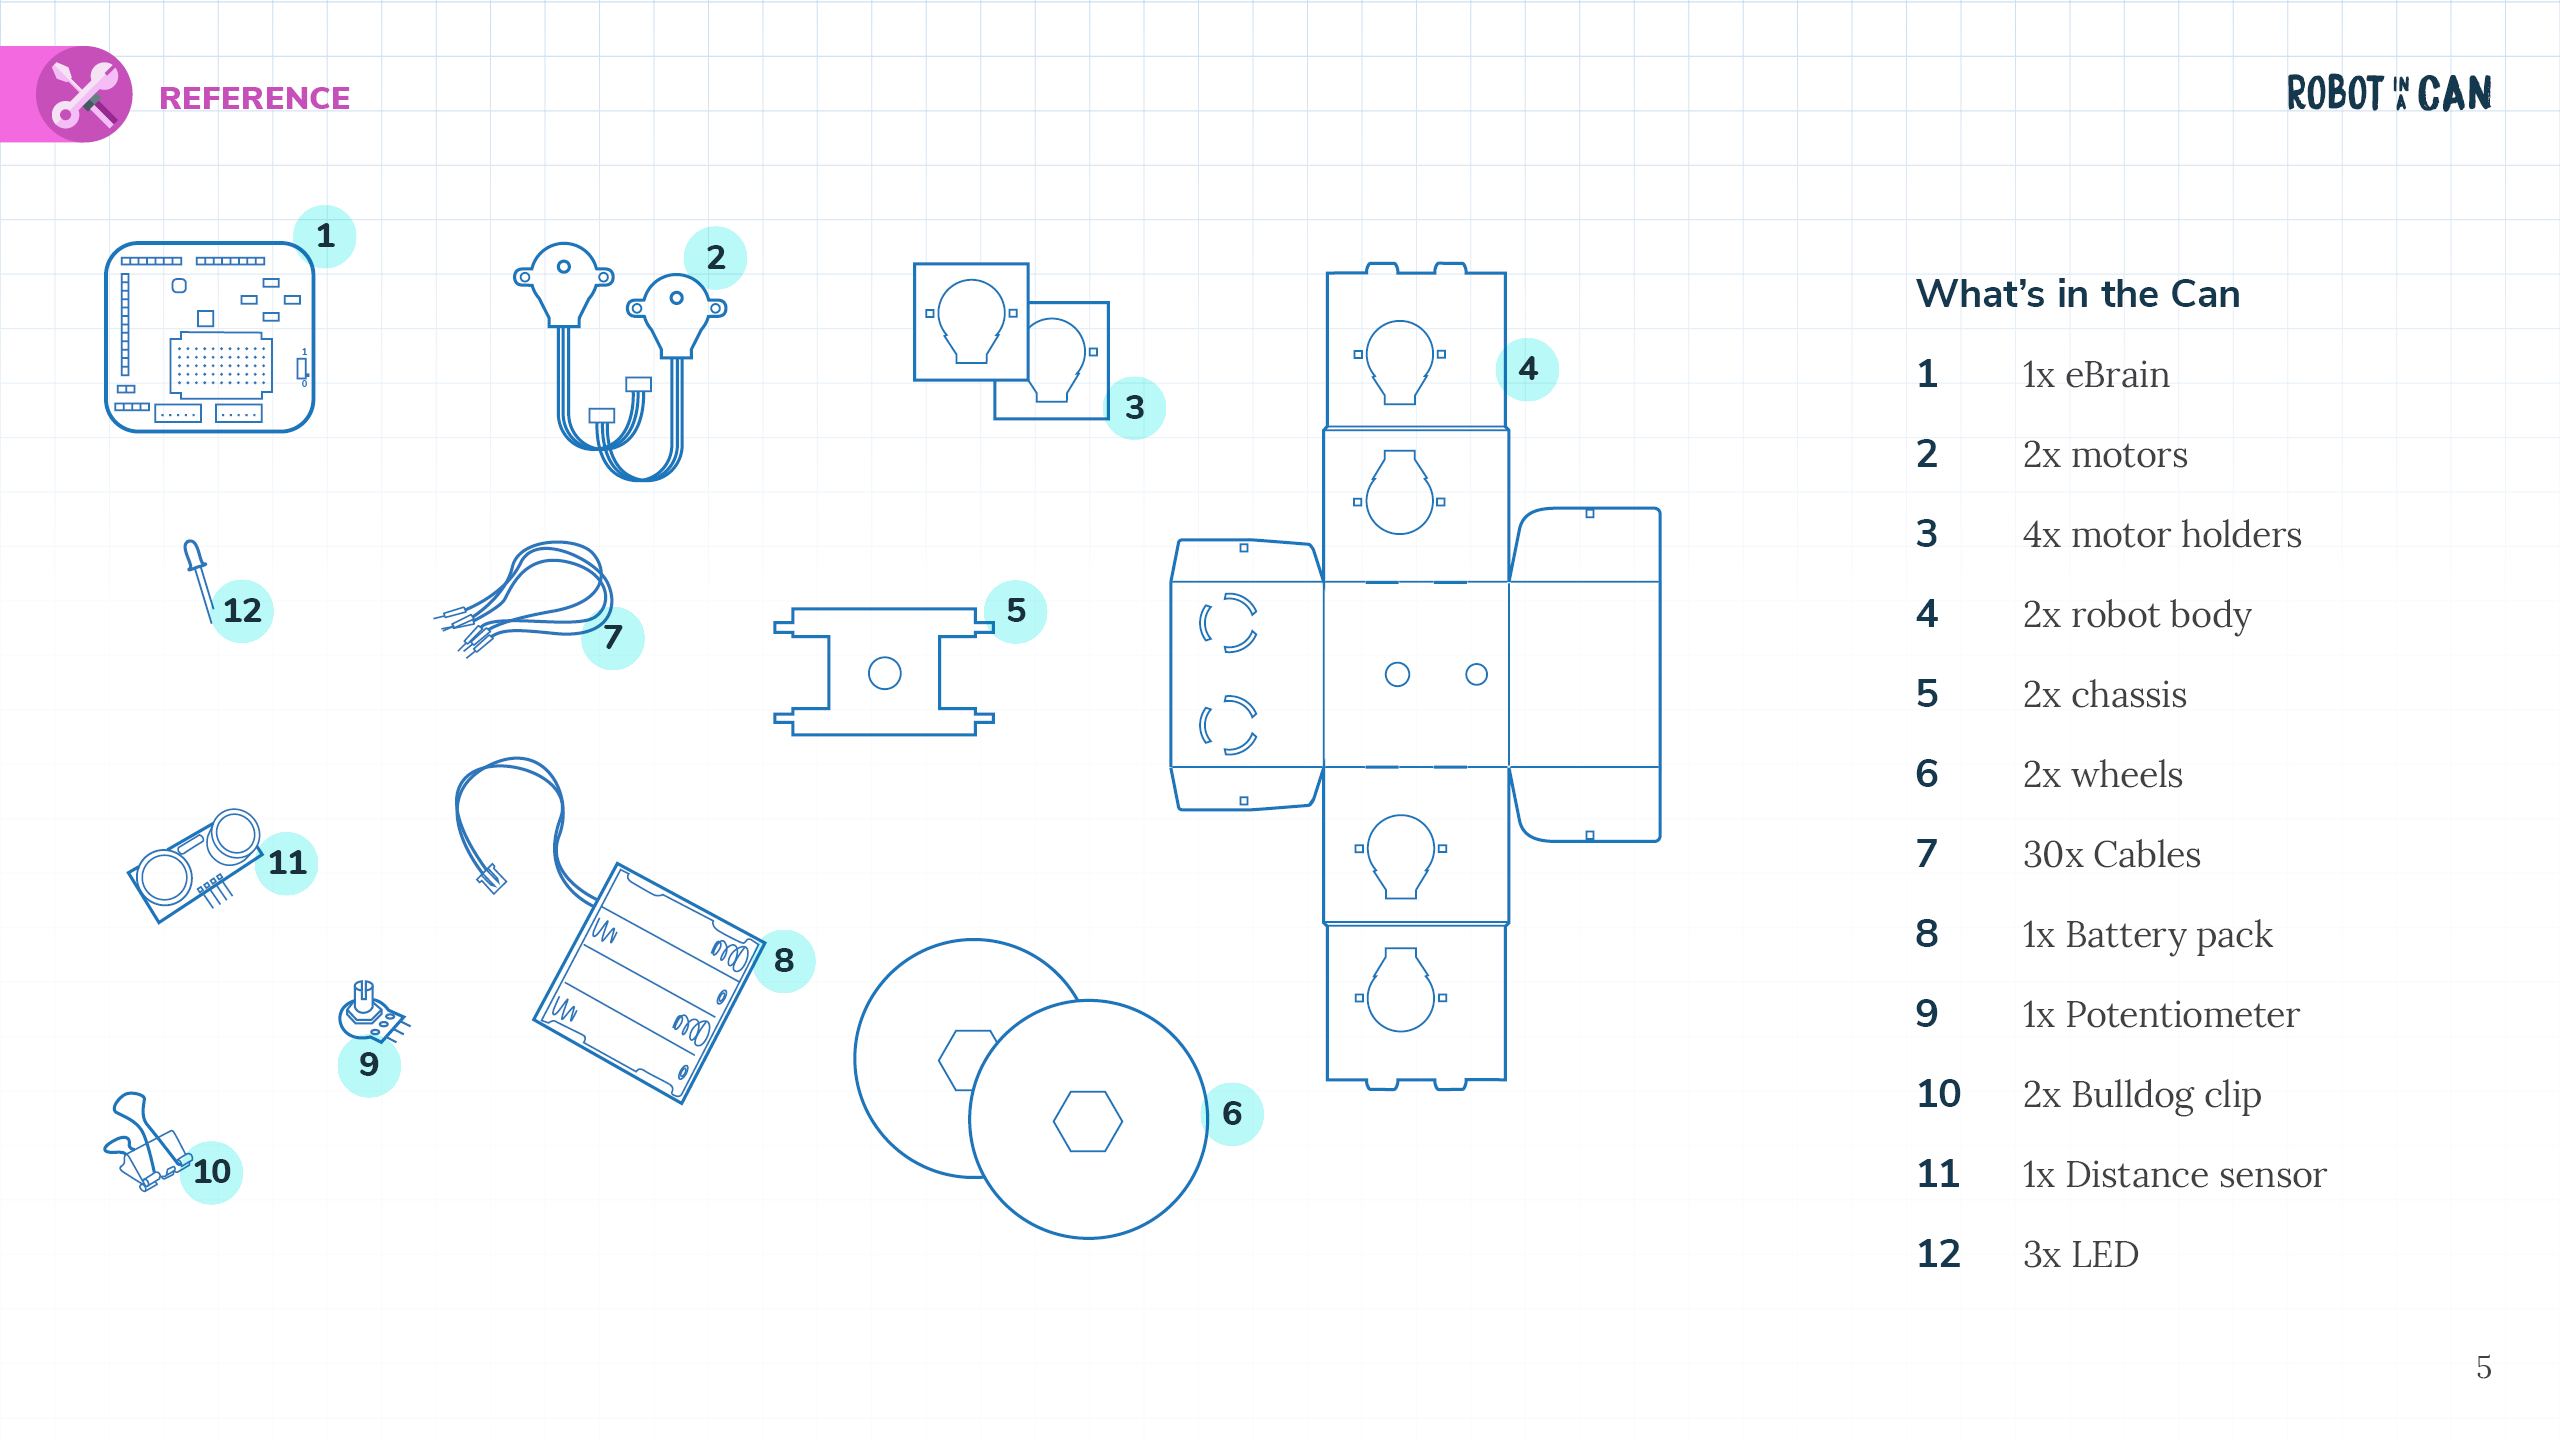 REFERENCE
ROBOT IN A CAN
1
2
3
4
1
0
12
7
5
11
8
9
6
10
What's in the Can
1 1x eBrain
2 2x motors
3 4x motor holders
4 2x robot body
5 2x chassis
6 2x wheels
7 30x Cables
8 1x Battery pack
9 1x Potentiometer
10 2x Bulldog clip
11 1x Distance sensor
12 3x LED
5